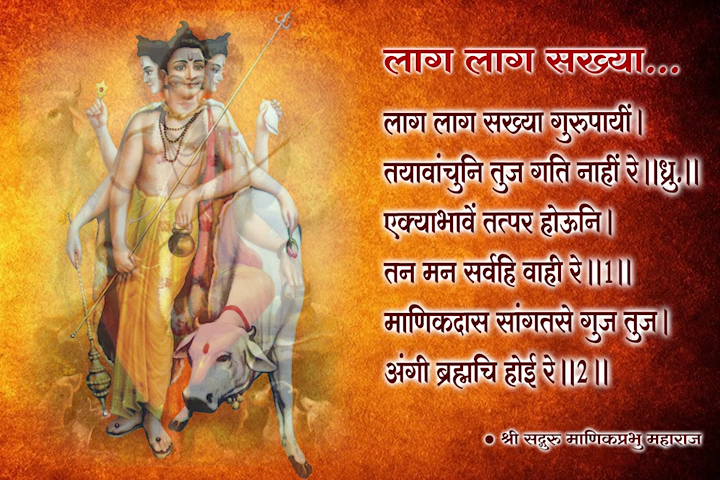 लाग लाग सख्या...
लाग लाग सख्या गुरुपायीं।
तयावांचुनि तुज गति नाहीं रे॥ध्रु.॥
एक्याभावें तत्पर होऊनि।
तन मन सर्वहि वाही रे॥1॥
माणिकदास सांगतसे गुज तुज।
अंगी ब्रह्मचि होई रे॥2॥
• श्री सद्गुरु माणिकप्रभु महाराज